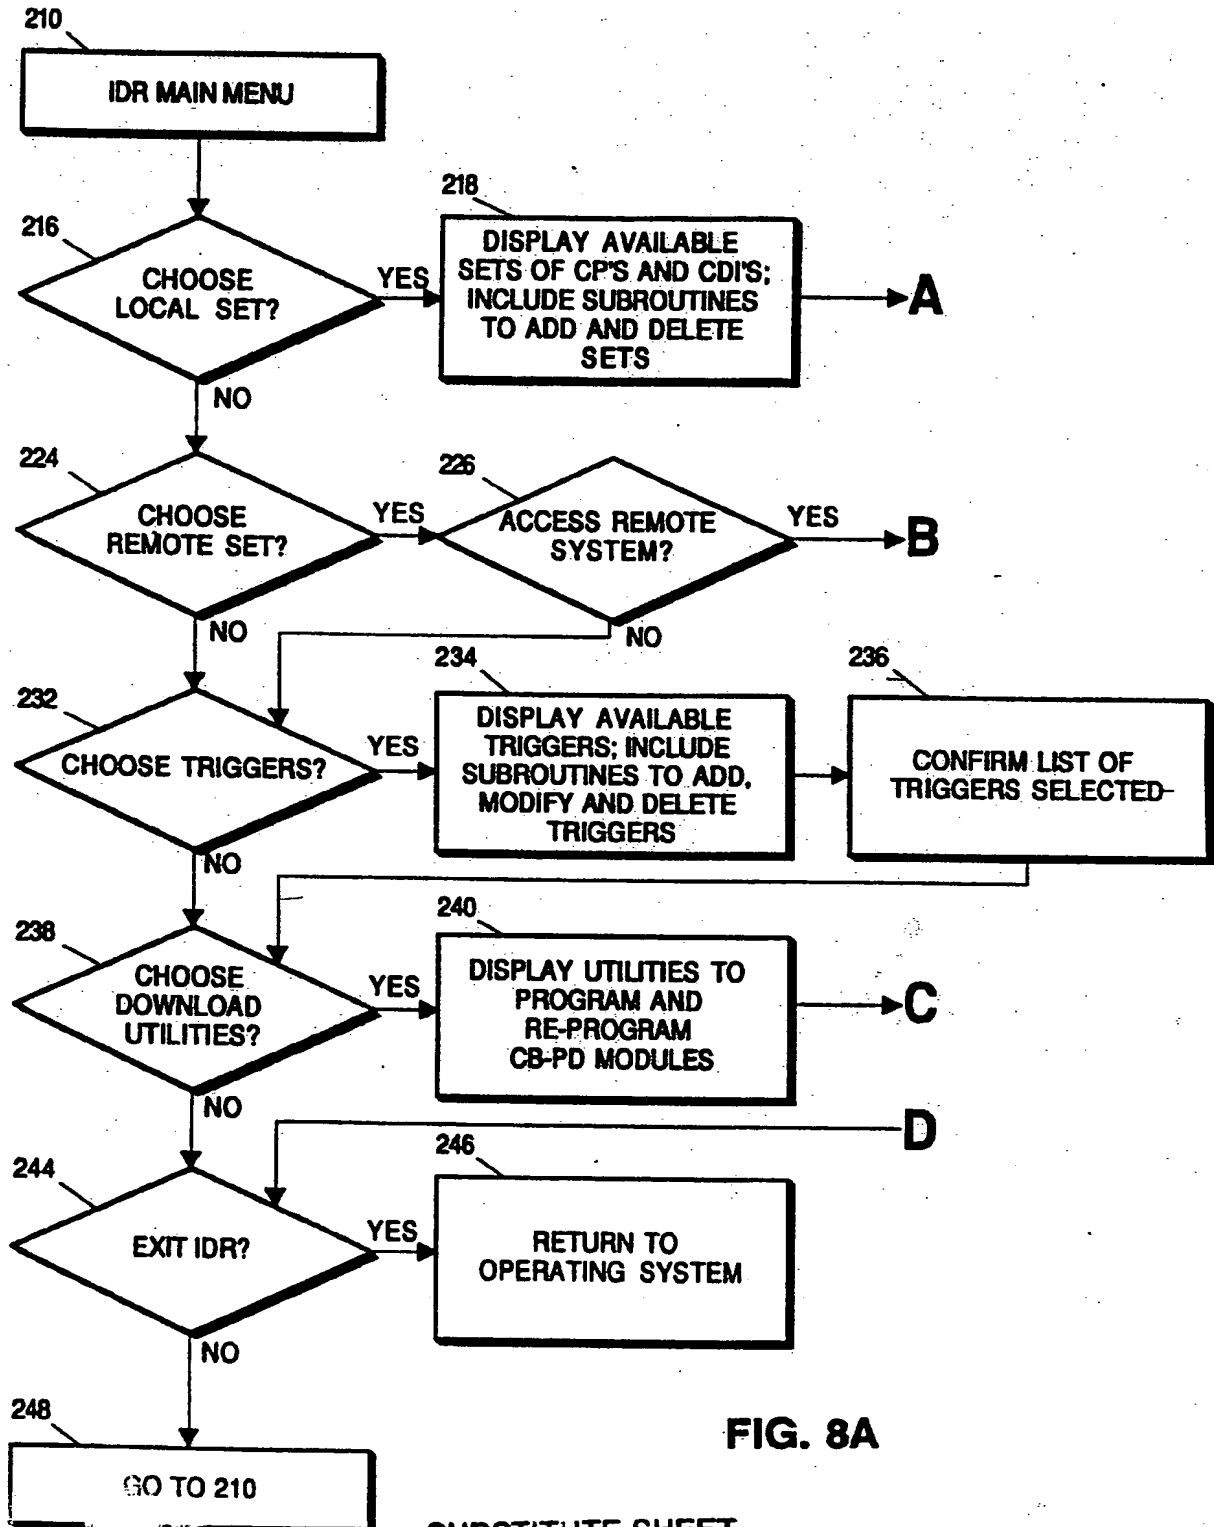 210
IDR MAIN MENU
216
CHOOSE
LOCAL SET?
YES
218
DISPLAY AVAILABLE
SETS OF CP'S AND CDI'S;
INCLUDE SUBROUTINES
TO ADD AND DELETE
SETS
A
NO
224
CHOOSE
REMOTE SET?
YES
226
ACCESS REMOTE
SYSTEM?
YES
B
NO
NO
232
CHOOSE TRIGGERS?
YES
234
DISPLAY AVAILABLE
TRIGGERS; INCLUDE
SUBROUTINES TO ADD,
MODIFY AND DELETE
TRIGGERS
236
CONFIRM LIST OF
TRIGGERS SELECTED
NO
238
CHOOSE
DOWNLOAD
UTILITIES?
YES
240
DISPLAY UTILITIES TO
PROGRAM AND
RE-PROGRAM
CB-PD MODULES
C
NO
D
244
EXIT IDR?
YES
246
RETURN TO
OPERATING SYSTEM
NO
248
GO TO 210
FIG. 8A
SUBSTITUTE SHEET